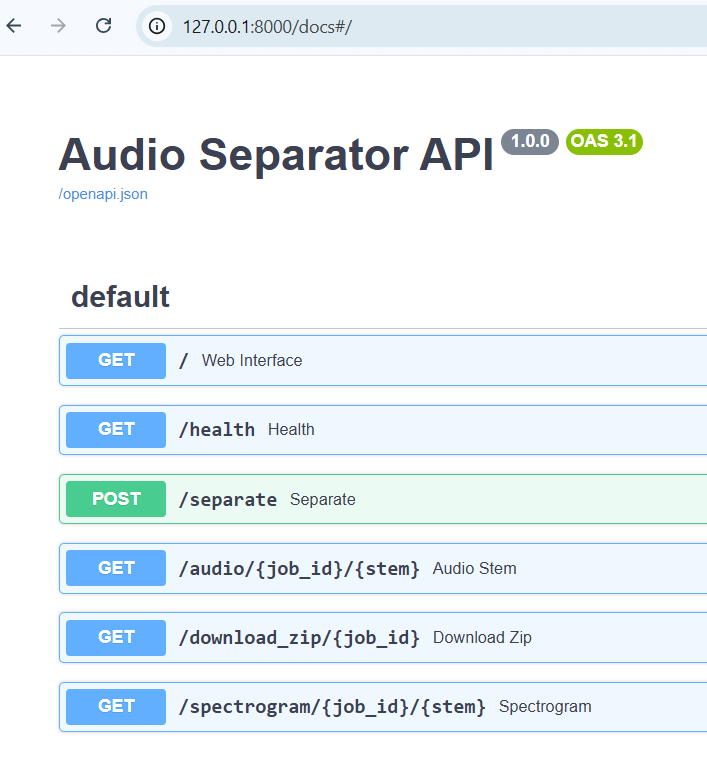 127.0.0.1:8000/docs#/
Audio Separator API 1.0.0 OAS 3.1
/openapi.json
default
GET / Web Interface
GET /health Health
POST /separate Separate
GET /audio/{job_id}/{stem} Audio Stem
GET /download_zip/{job_id} Download Zip
GET /spectrogram/{job_id}/{stem} Spectrogram